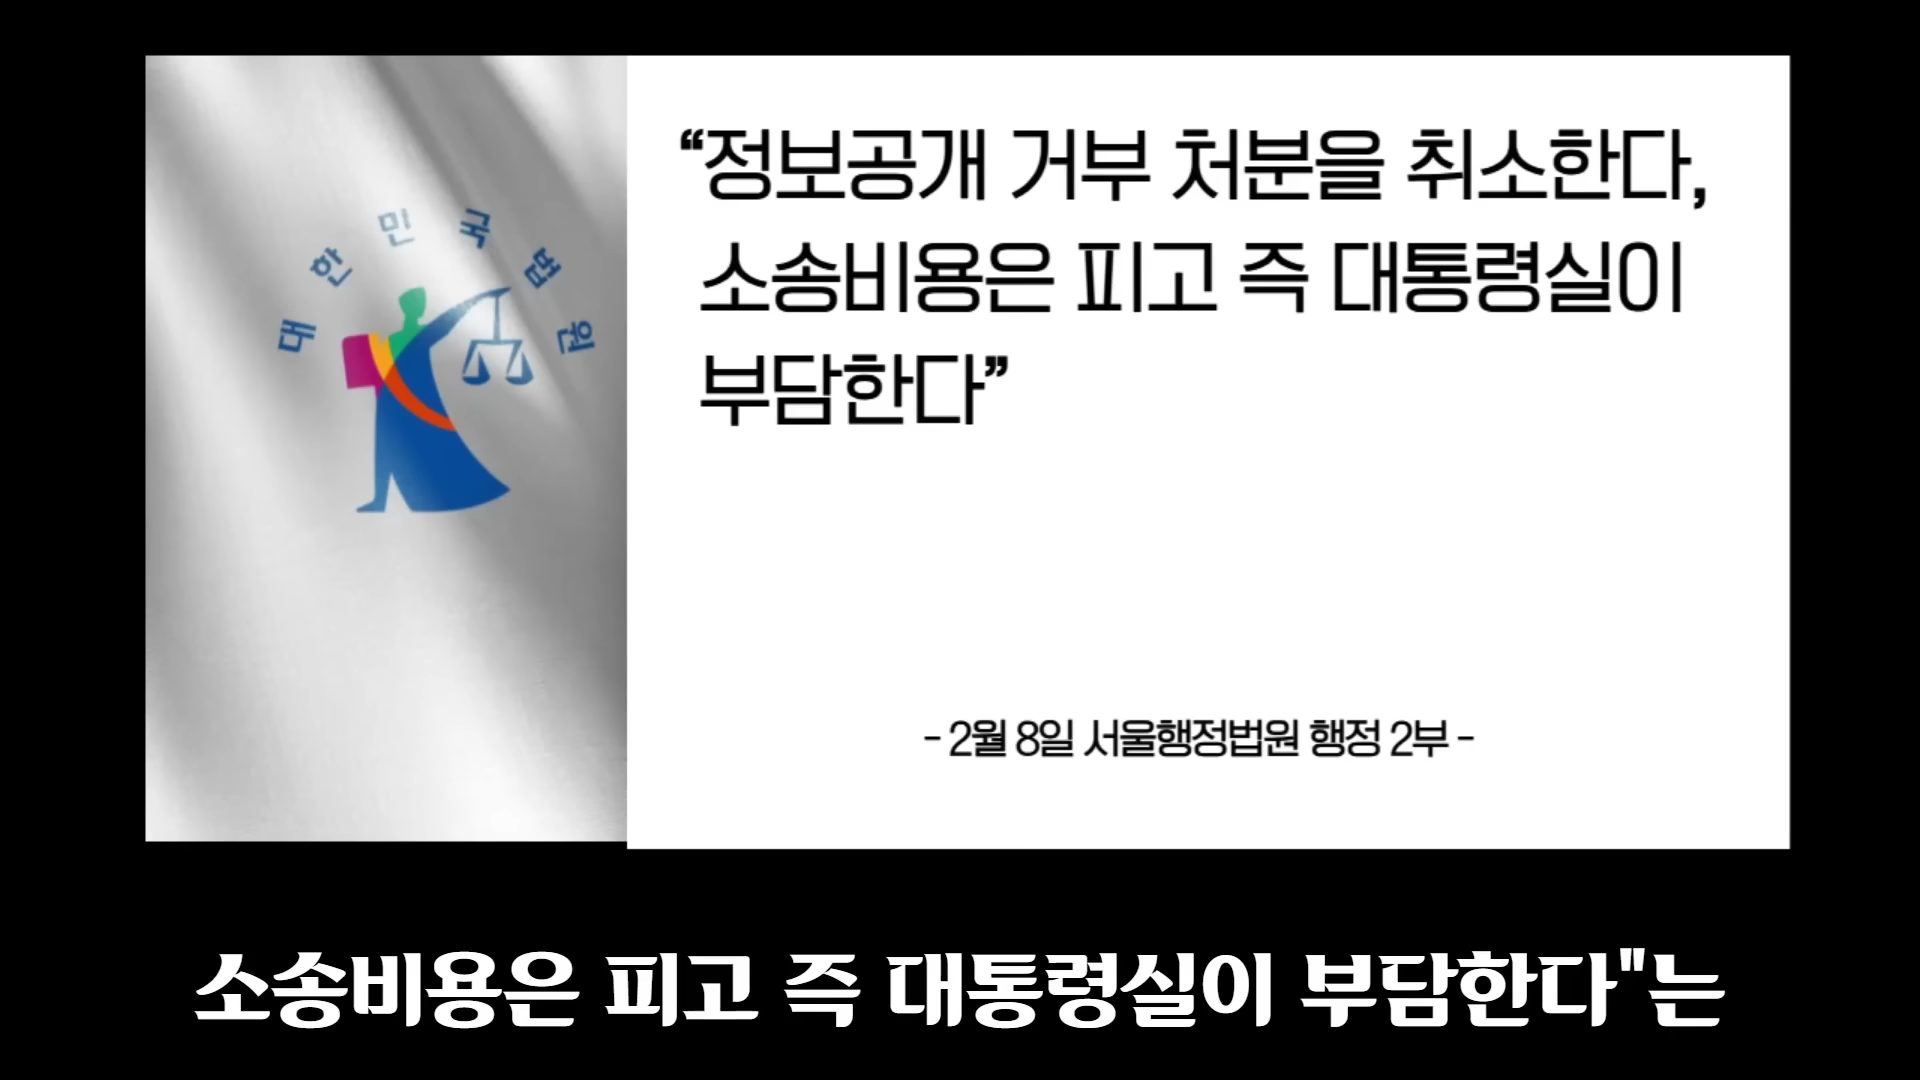 대한민국법원
“정보공개 거부 처분을 취소한다,
소송비용은 피고 즉 대통령실이
부담한다”
- 2월 8일 서울행정법원 행정 2부 -
소송비용은 피고 즉 대통령실이 부담한다"는